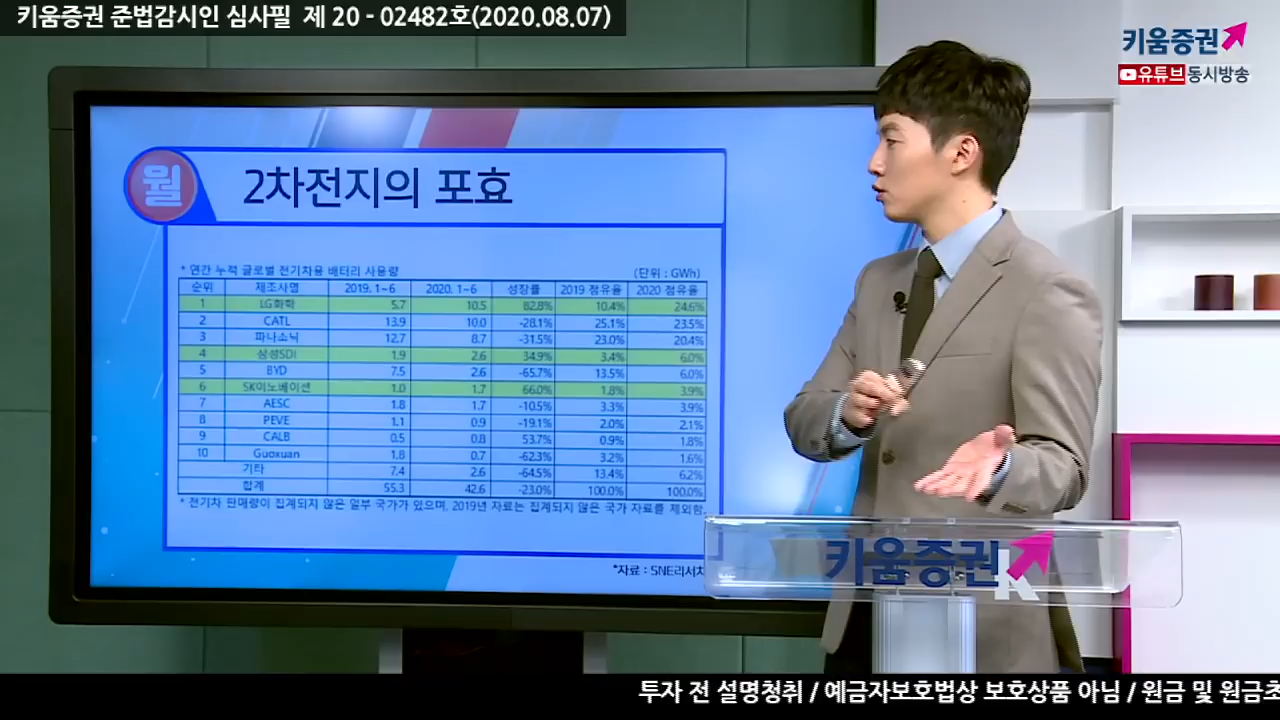 키움증권 준법감시인 심사필 제 20 - 02482호(2020.08.07)
키움증권
유튜브 동시방송
월 2차전지의 포효
* 연간 누적 글로벌 전기차용 배터리 사용량 (단위 : GWh)
순위 제조사명 2019. 1~6 2020. 1~6 성장률 2019 점유율 2020 점유율
1 LG화학 5.7 10.5 82.8% 10.4% 24.6%
2 CATL 13.9 10.0 -28.1% 25.1% 23.5%
3 파나소닉 12.7 8.7 -31.5% 23.0% 20.4%
4 삼성SDI 1.9 2.6 34.9% 3.4% 6.0%
5 BYD 7.5 2.6 -65.7% 13.5% 6.0%
6 SK이노베이션 1.0 1.7 66.0% 1.8% 3.9%
7 AESC 1.8 1.7 -10.5% 3.3% 3.9%
8 PEVE 1.1 0.9 -19.1% 2.0% 2.1%
9 CALB 0.5 0.8 53.7% 0.9% 1.8%
10 Guoxuan 1.8 0.7 -62.3% 3.2% 1.6%
기타 7.4 2.6 -64.5% 13.4% 6.2%
합계 55.3 42.6 -23.0% 100.0% 100.0%
* 전기차 판매량이 집계되지 않은 일부 국가가 있으며, 2019년 자료는 집계되지 않은 국가 자료를 제외함.
*자료 : SNE리서치
키움증권
투자 전 설명청취 / 예금자보호법상 보호상품 아님 / 원금 및 원금초